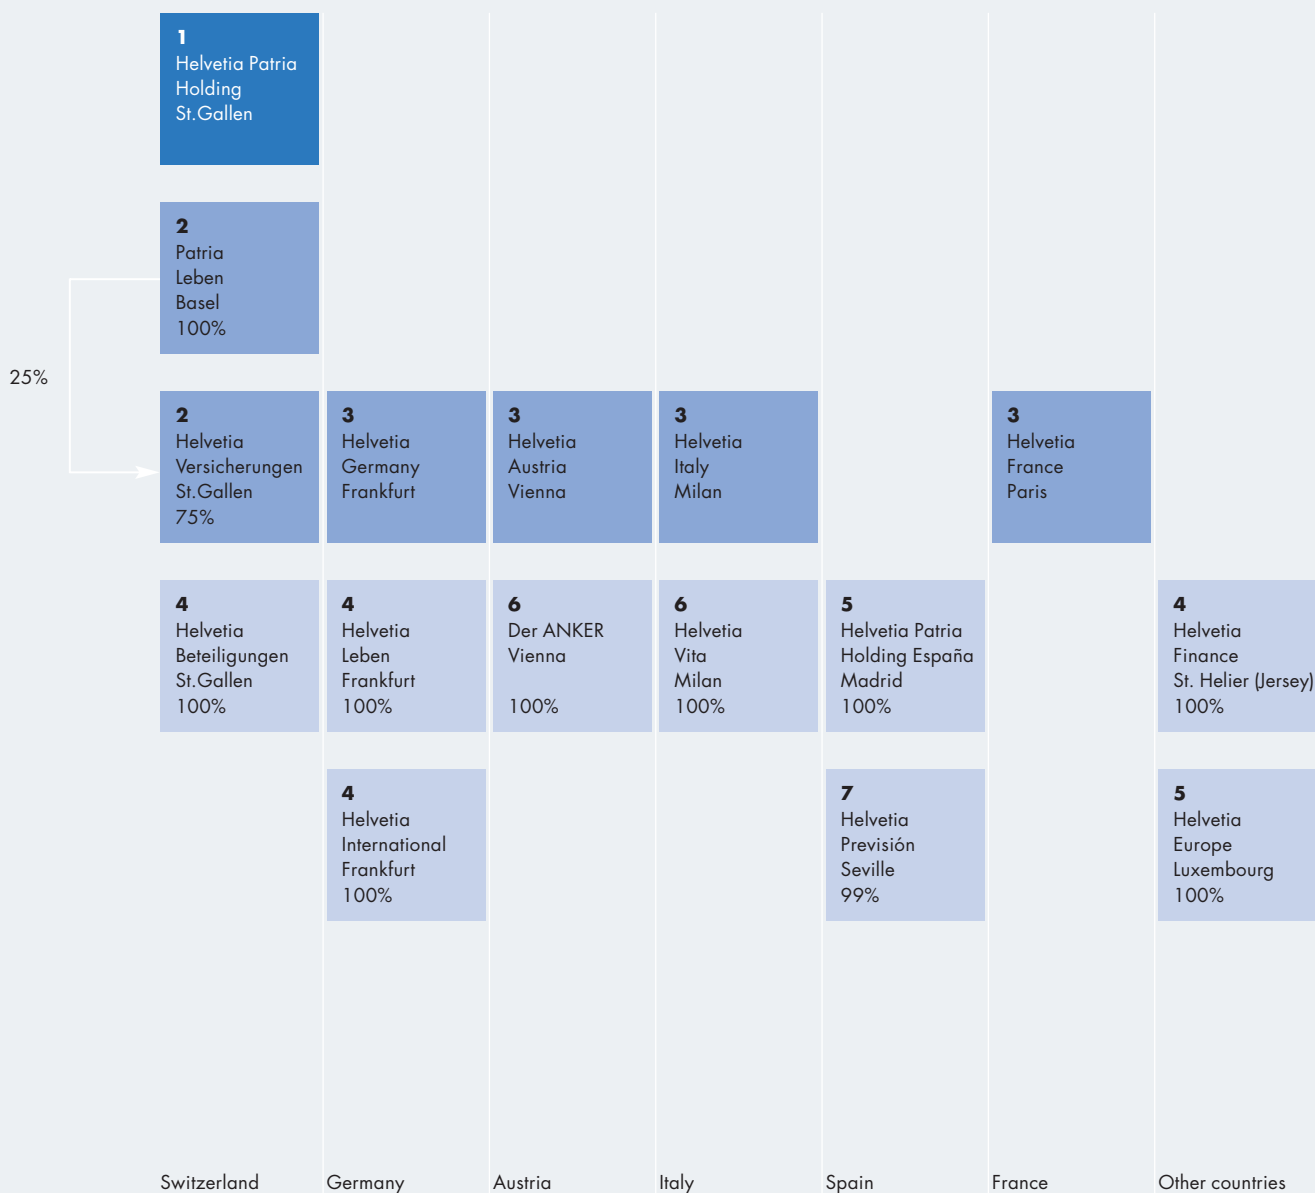 1
Helvetia Patria
Holding
St.Gallen
2
Patria
Leben
Basel
100%
25%
2
Helvetia
Versicherungen
St.Gallen
75%
3
Helvetia
Germany
Frankfurt
3
Helvetia
Austria
Vienna
3
Helvetia
Italy
Milan
3
Helvetia
France
Paris
4
Helvetia
Beteiligungen
St.Gallen
100%
4
Helvetia
Leben
Frankfurt
100%
6
Der ANKER
Vienna
100%
6
Helvetia
Vita
Milan
100%
5
Helvetia Patria
Holding España
Madrid
100%
4
Helvetia
Finance
St. Helier (Jersey)
100%
4
Helvetia
International
Frankfurt
100%
7
Helvetia
Previsión
Seville
99%
5
Helvetia
Europe
Luxembourg
100%
Switzerland
Germany
Austria
Italy
Spain
France
Other countries